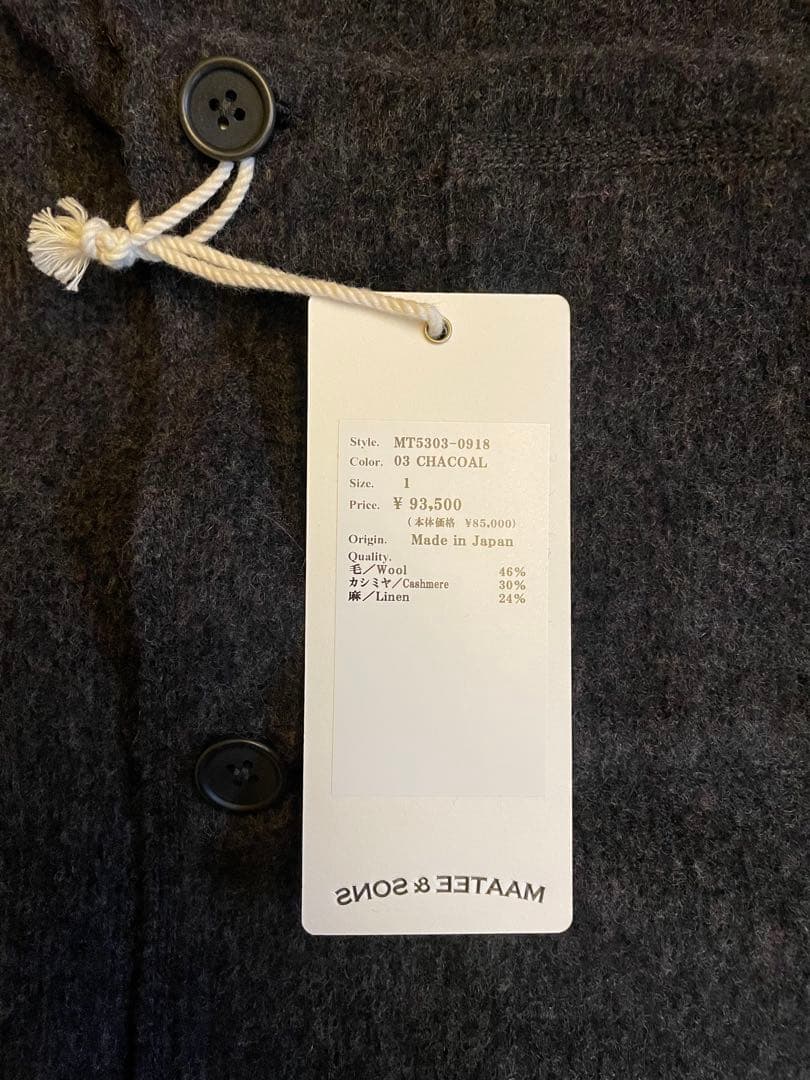 Style. MT5303-0918
Color. 03 CHACOAL
Size. 1
Price. ¥ 93,500
(本体価格 ¥85,000)
Origin. Made in Japan
Quality.
毛/Wool 46%
カシミヤ/Cashmere 30%
麻/Linen 24%
MAATEE & SONS